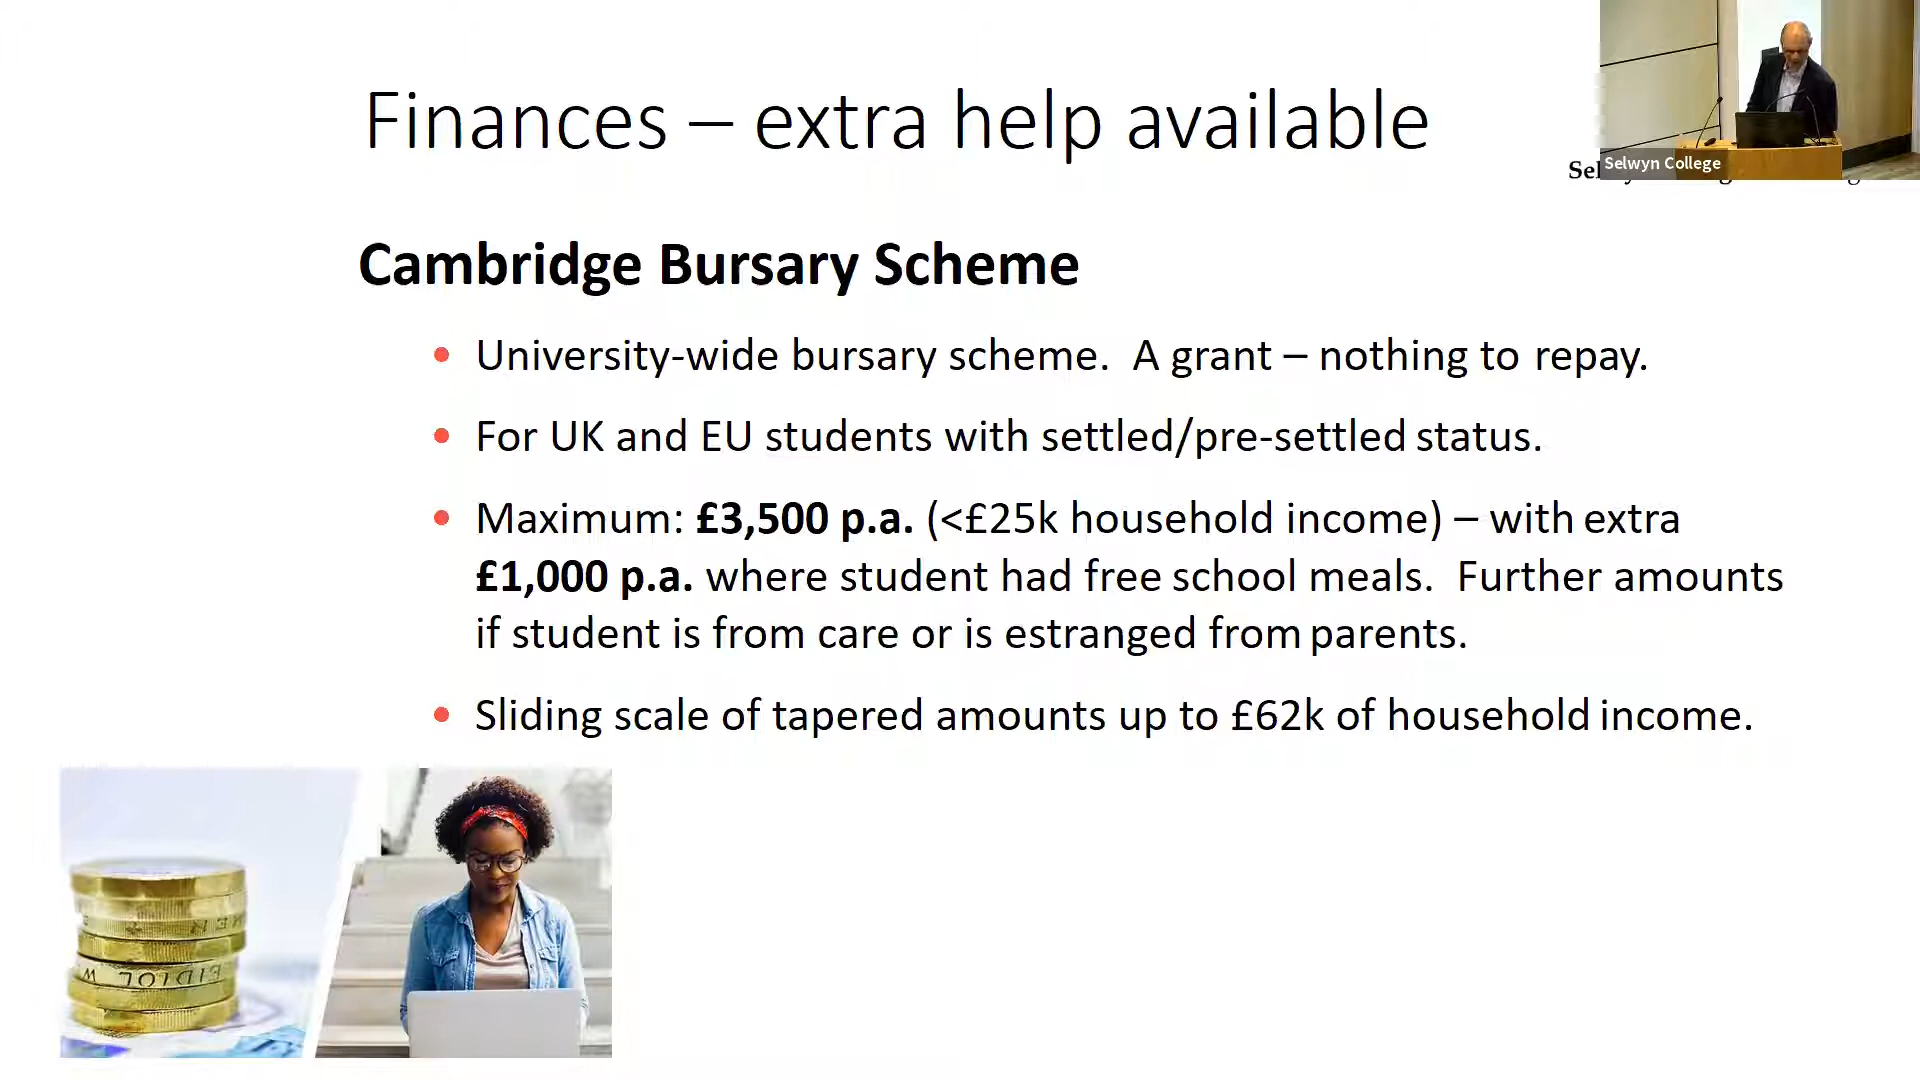 Finances – extra help available
Selwyn College
Cambridge Bursary Scheme
• University-wide bursary scheme.  A grant – nothing to repay.
• For UK and EU students with settled/pre-settled status.
• Maximum: £3,500 p.a. (<£25k household income) – with extra
£1,000 p.a. where student had free school meals.  Further amounts
if student is from care or is estranged from parents.
• Sliding scale of tapered amounts up to £62k of household income.